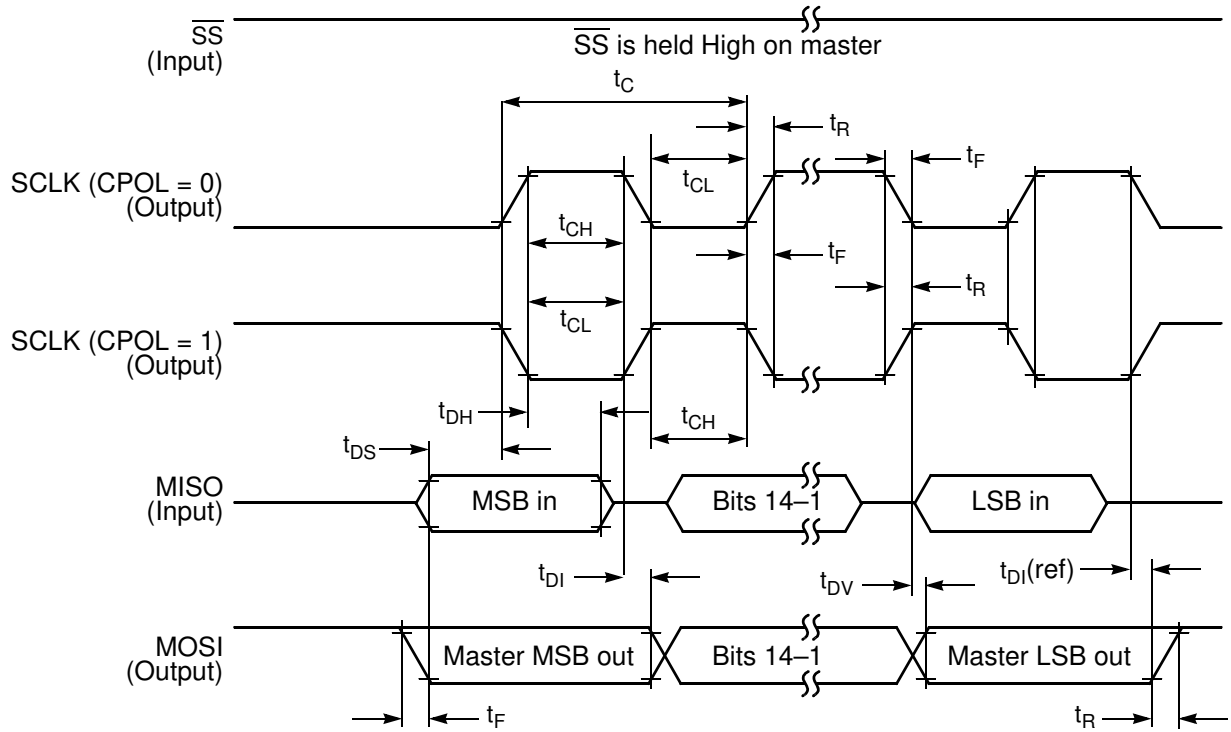 SS
(Input)
SS is held High on master
tC
tR
tF
SCLK (CPOL = 0)
(Output)
tCL
tCH
tF
tR
tCL
SCLK (CPOL = 1)
(Output)
tDH
tCH
tDS
MISO
(Input)
MSB in
Bits 14–1
LSB in
tDI
tDV
tDI(ref)
MOSI
(Output)
Master MSB out
Bits 14–1
Master LSB out
tF
tR